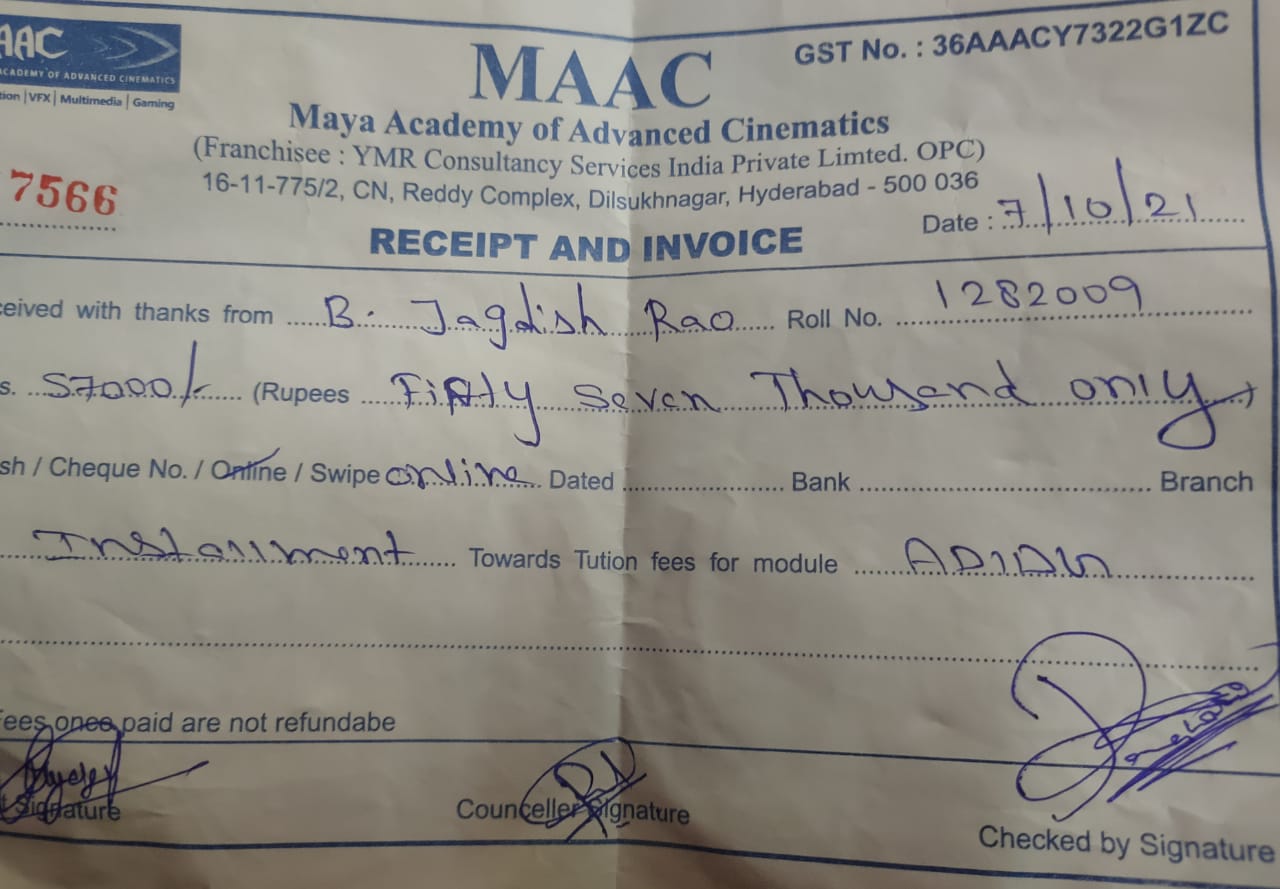 AAC
ACADEMY OF ADVANCED CINEMATICS
tion | VFX | Multimedia | Gaming
GST No. : 36AAACY7322G1ZC
MAAC
Maya Academy of Advanced Cinematics
(Franchisee : YMR Consultancy Services India Private Limted. OPC)
16-11-775/2, CN, Reddy Complex, Dilsukhnagar, Hyderabad - 500 036
7566
Date : 7/10/21
RECEIPT AND INVOICE
ceived with thanks from B. Jagdish Rao Roll No. 1282009
s. 57000/- (Rupees Fifty Seven Thousand only
sh / Cheque No. / Online / Swipe online Dated Bank Branch
Installment Towards Tution fees for module
fees once paid are not refundabe
Signature
Counceller Signature
Checked by Signature